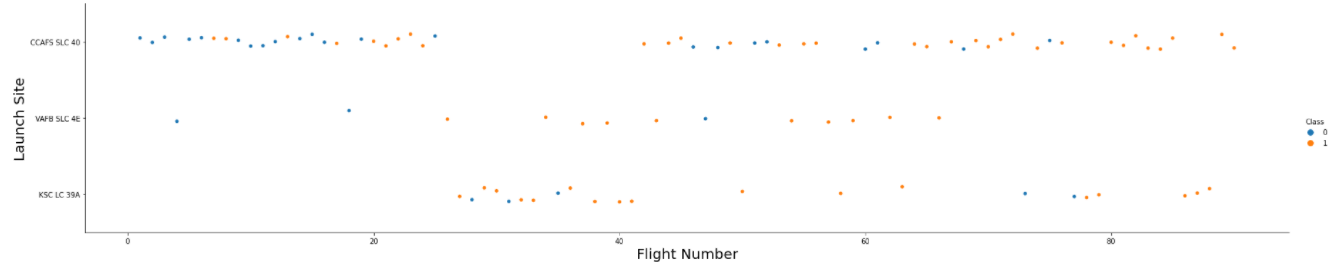 Launch Site
CCAFS SLC 40
VAFB SLC 4E
KSC LC 39A
0
20
40
60
80
Flight Number
Class
0
1